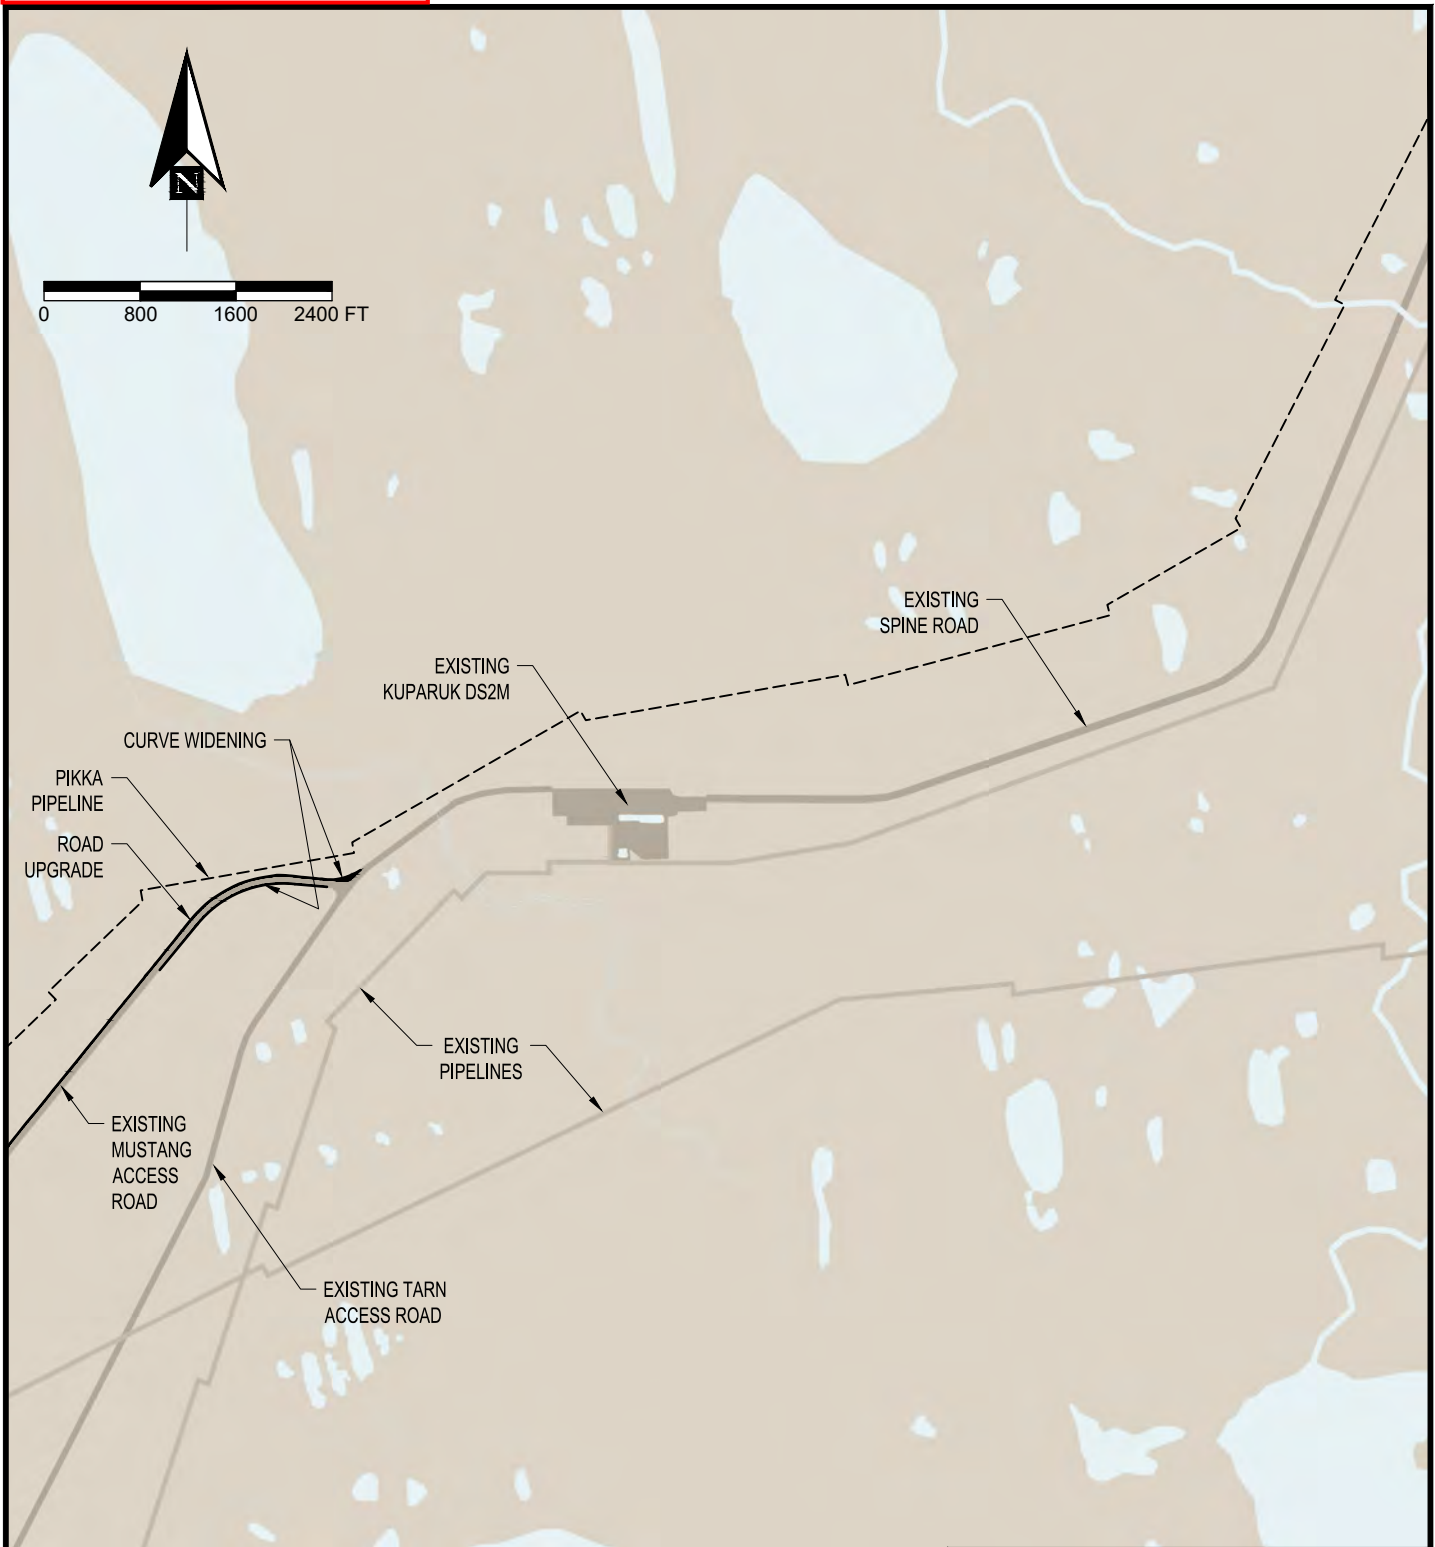 N
0 800 1600 2400 FT
EXISTING
SPINE ROAD
EXISTING
KUPARUK DS2M
CURVE WIDENING
PIKKA
PIPELINE
ROAD
UPGRADE
EXISTING
PIPELINES
EXISTING
MUSTANG
ACCESS
ROAD
EXISTING TARN
ACCESS ROAD